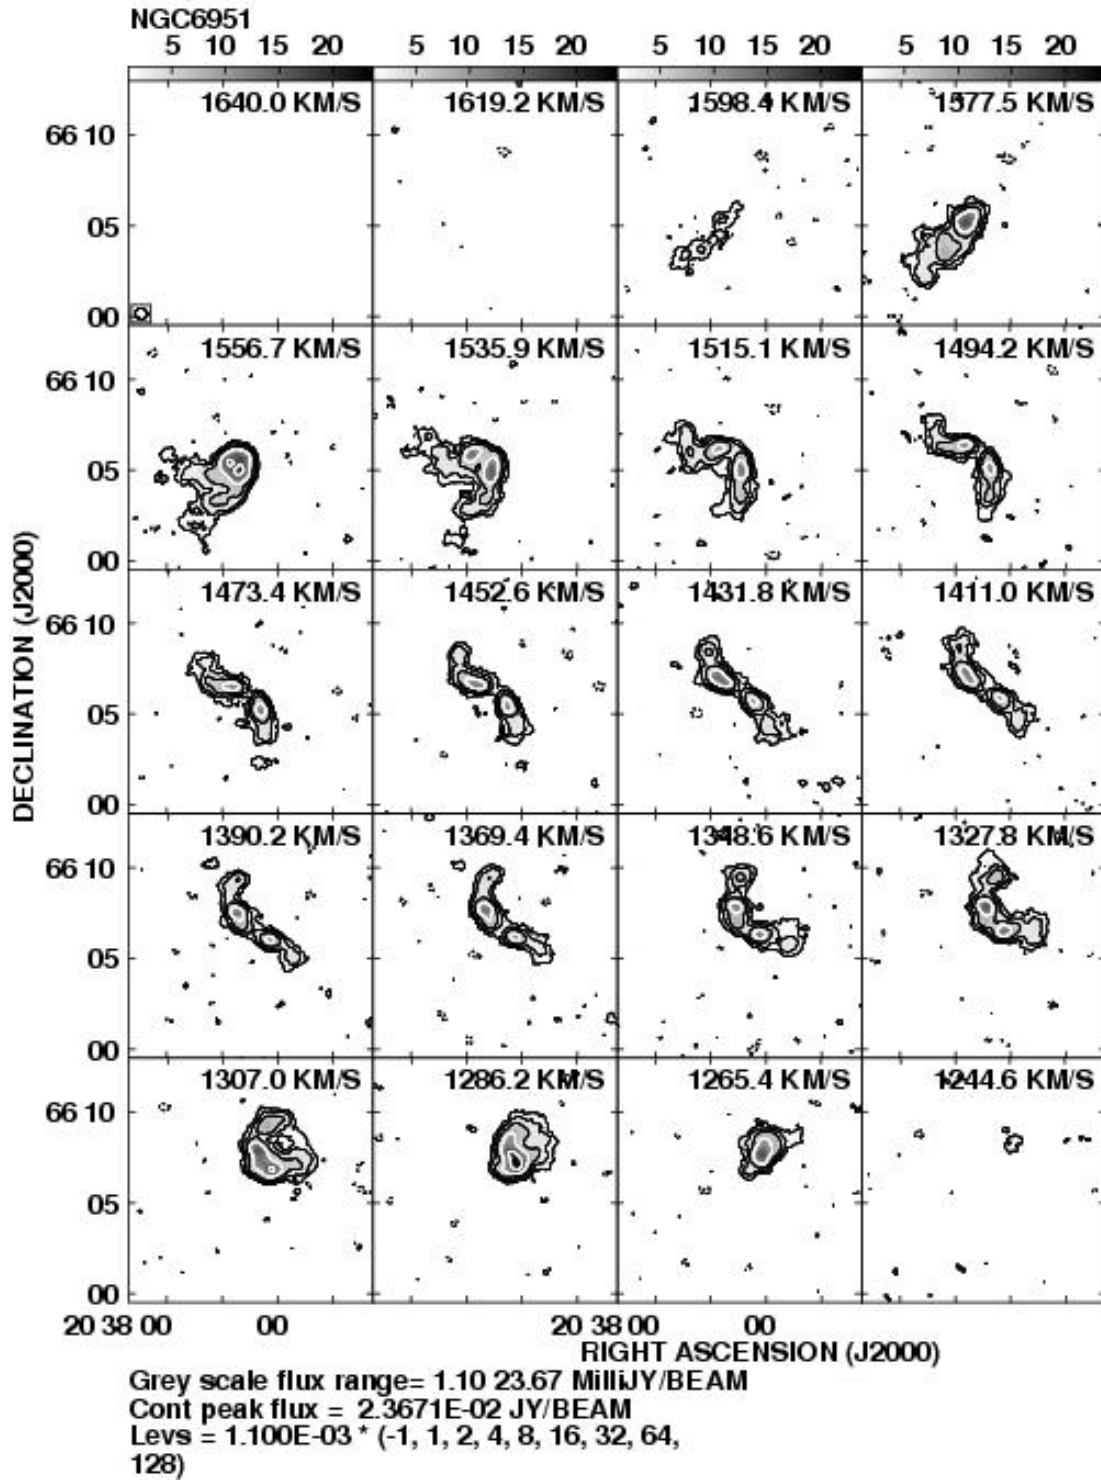 NGC6951
5 10 15 20 5 10 15 20 5 10 15 20 5 10 15 20
1640.0 KM/S 1619.2 KM/S 1598.4 KM/S 1577.5 KM/S
66 10
05
00
1556.7 KM/S 1535.9 KM/S 1515.1 KM/S 1494.2 KM/S
66 10
05
00
1473.4 KM/S 1452.6 KM/S 1431.8 KM/S 1411.0 KM/S
66 10
05
00
DECLINATION (J2000)
1390.2 KM/S 1369.4 KM/S 1348.6 KM/S 1327.8 KM/S
66 10
05
00
1307.0 KM/S 1286.2 KM/S 1265.4 KM/S 1244.6 KM/S
66 10
05
00
20 38 00 00 20 38 00 00
RIGHT ASCENSION (J2000)
Grey scale flux range= 1.10 23.67 MilliJY/BEAM
Cont peak flux = 2.3671E-02 JY/BEAM
Levs = 1.100E-03 * (-1, 1, 2, 4, 8, 16, 32, 64,
128)